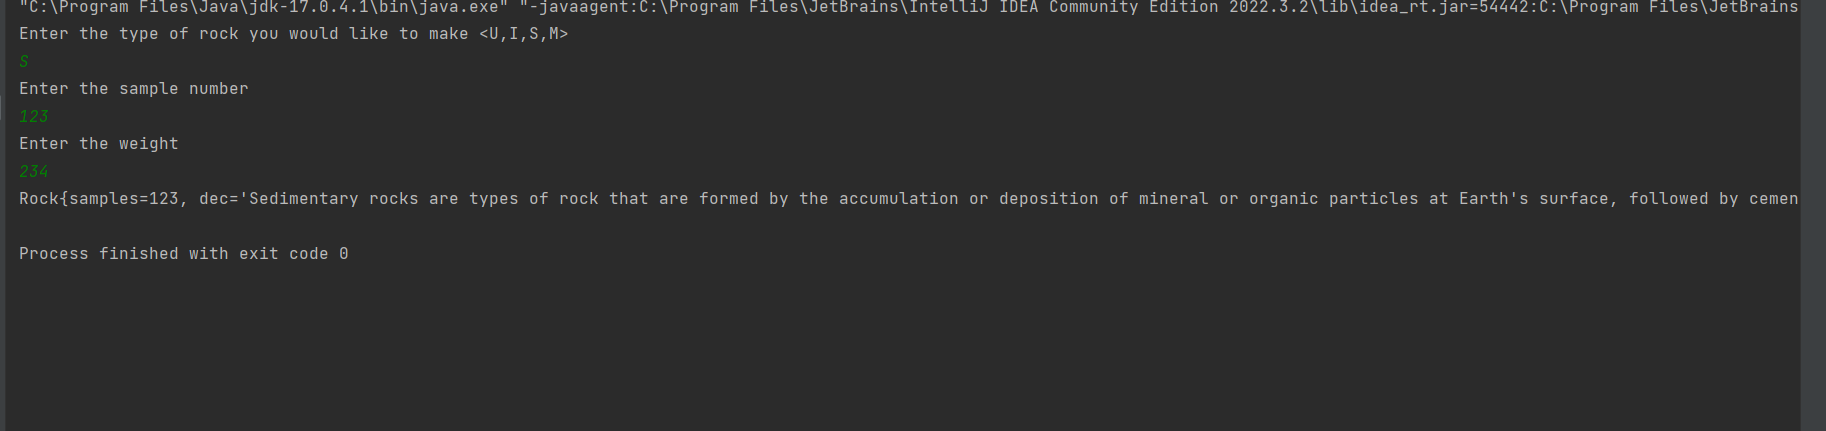 "C:\Program Files\Java\jdk-17.0.4.1\bin\java.exe" "-javaagent:C:\Program Files\JetBrains\IntelliJ IDEA Community Edition 2022.3.2\lib\idea_rt.jar=54442:C:\Program Files\JetBrains
Enter the type of rock you would like to make <U,I,S,M>
S
Enter the sample number
123
Enter the weight
234
Rock{samples=123, dec='Sedimentary rocks are types of rock that are formed by the accumulation or deposition of mineral or organic particles at Earth's surface, followed by cemen
Process finished with exit code 0